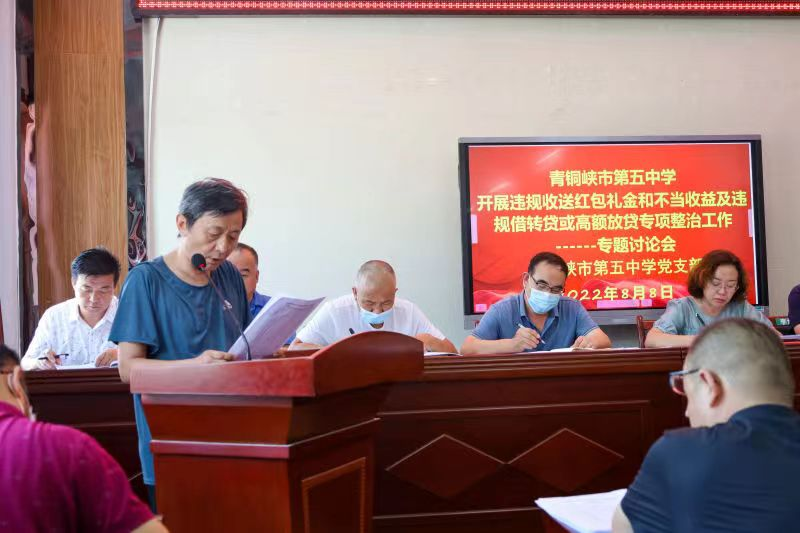 青铜峡市第五中学
开展违规收送红包礼金和不当收益及违
规借转贷或高额放贷专项整治工作
------专题讨论会
峡市第五中学党支部
2022年8月8日